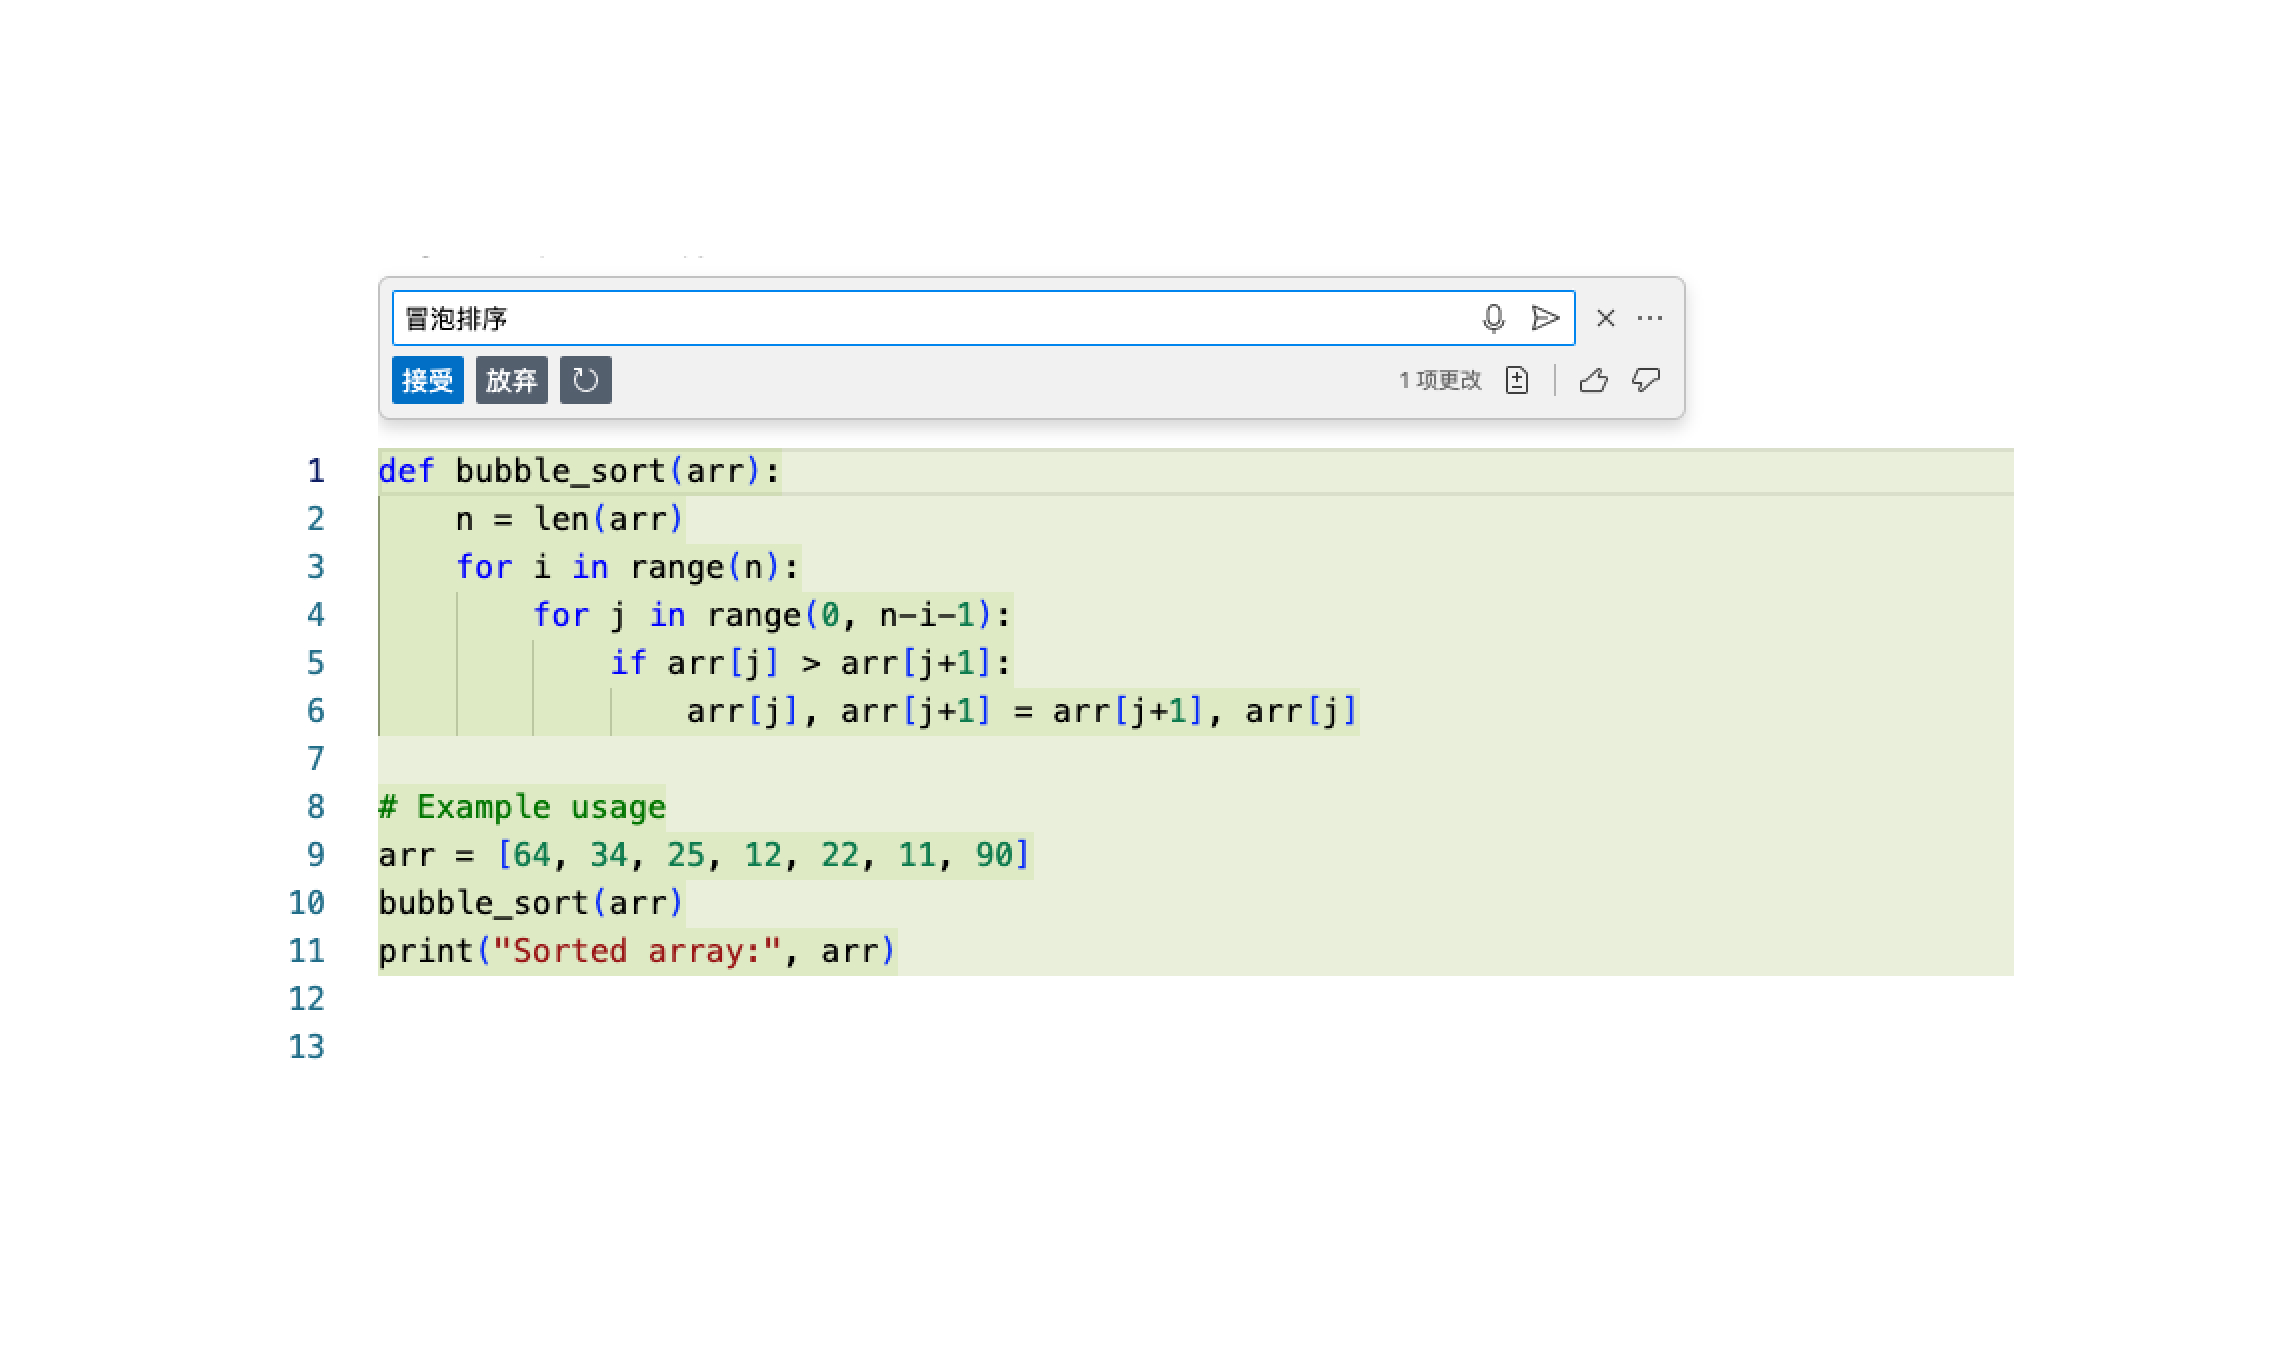 冒泡排序
接受 放弃 1 项更改
1 def bubble_sort(arr):
2     n = len(arr)
3     for i in range(n):
4         for j in range(0, n-i-1):
5             if arr[j] > arr[j+1]:
6                 arr[j], arr[j+1] = arr[j+1], arr[j]
7
8 # Example usage
9 arr = [64, 34, 25, 12, 22, 11, 90]
10 bubble_sort(arr)
11 print("Sorted array:", arr)
12
13